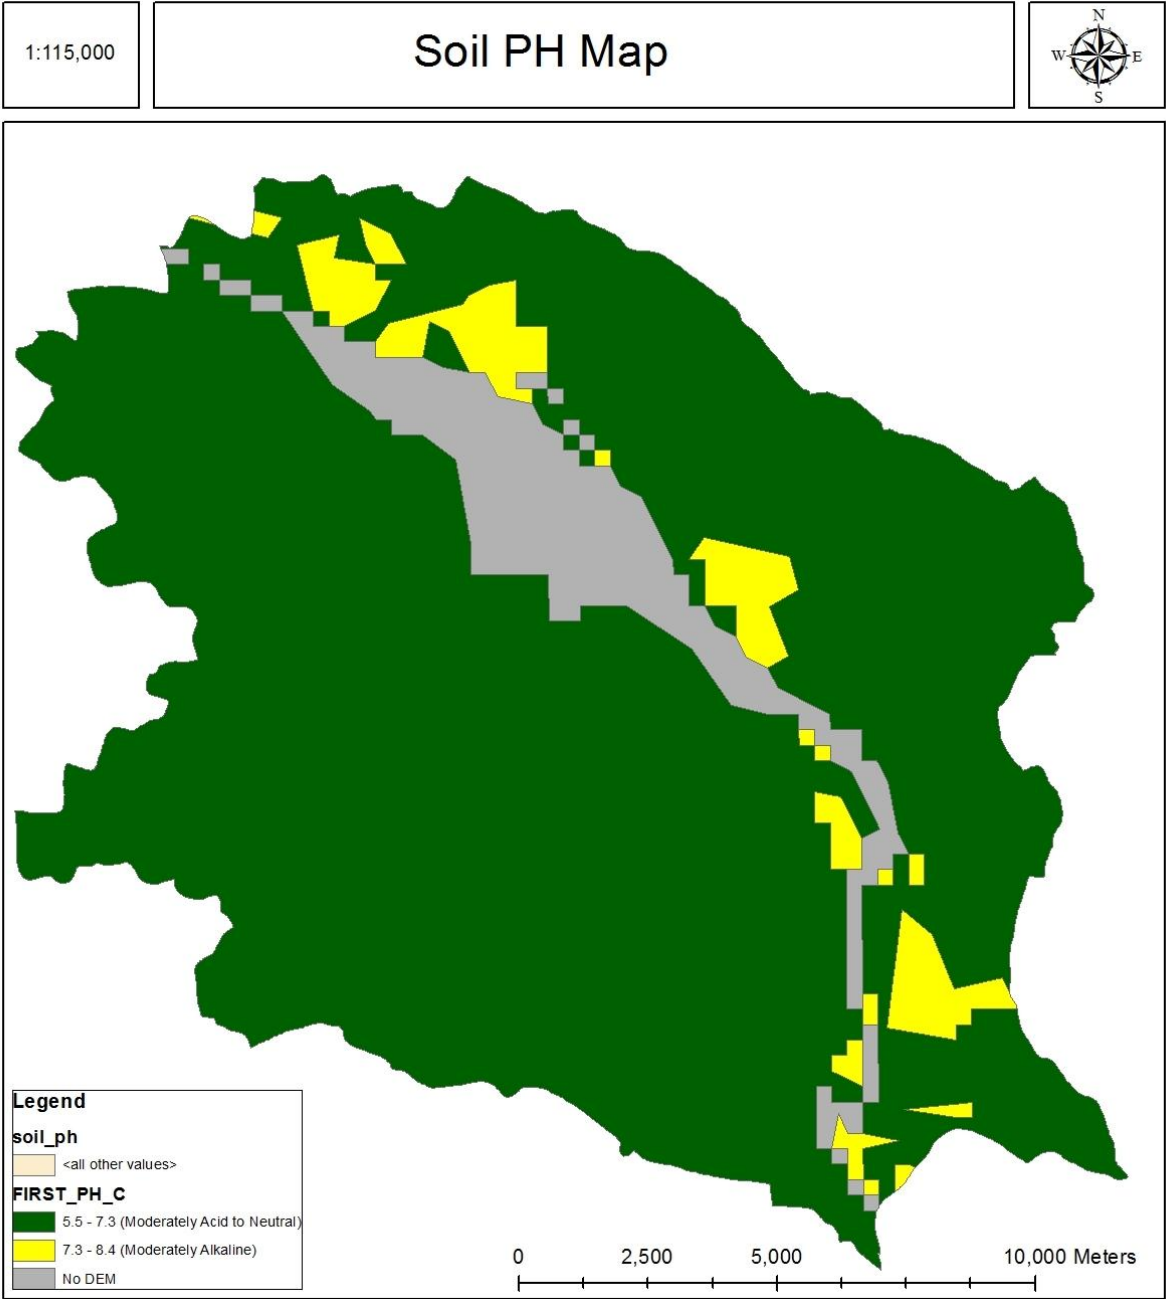 1:115,000
Soil PH Map
N
W E
S
Legend
soil_ph
<all other values>
FIRST_PH_C
5.5 - 7.3 (Moderately Acid to Neutral)
7.3 - 8.4 (Moderately Alkaline)
No DEM
0 2,500 5,000 10,000 Meters